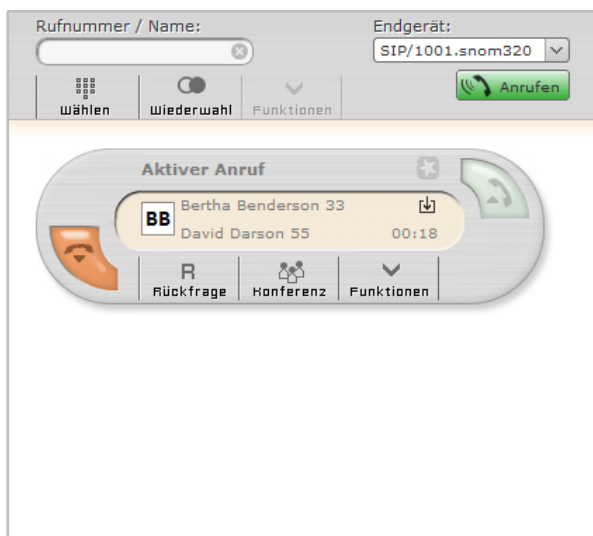 Rufnummer / Name:
Endgerät:
SIP/1001.snom320
Wählen
Wiederwahl
Funktionen
Anrufen
Aktiver Anruf
BB
Bertha Benderson 33
David Darson 55
00:18
R
Rückfrage
Konferenz
Funktionen